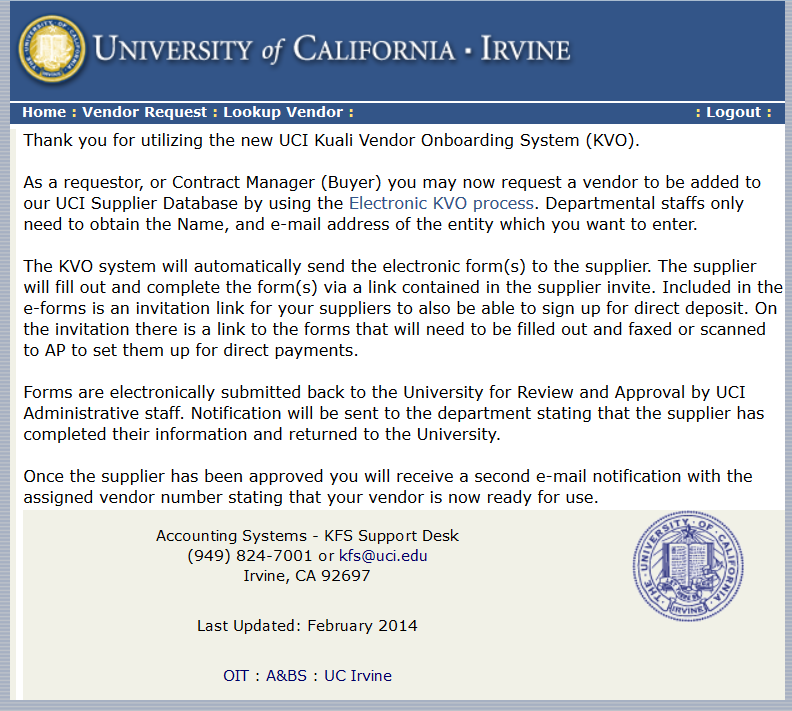 UNIVERSITY of CALIFORNIA · IRVINE
Home : Vendor Request : Lookup Vendor : : Logout :
Thank you for utilizing the new UCI Kuali Vendor Onboarding System (KVO).
As a requestor, or Contract Manager (Buyer) you may now request a vendor to be added to
our UCI Supplier Database by using the Electronic KVO process. Departmental staffs only
need to obtain the Name, and e-mail address of the entity which you want to enter.
The KVO system will automatically send the electronic form(s) to the supplier. The supplier
will fill out and complete the form(s) via a link contained in the supplier invite. Included in the
e-forms is an invitation link for your suppliers to also be able to sign up for direct deposit. On
the invitation there is a link to the forms that will need to be filled out and faxed or scanned
to AP to set them up for direct payments.
Forms are electronically submitted back to the University for Review and Approval by UCI
Administrative staff. Notification will be sent to the department stating that the supplier has
completed their information and returned to the University.
Once the supplier has been approved you will receive a second e-mail notification with the
assigned vendor number stating that your vendor is now ready for use.
Accounting Systems - KFS Support Desk
(949) 824-7001 or kfs@uci.edu
Irvine, CA 92697
Last Updated: February 2014
OIT : A&BS : UC Irvine
THE · UNIVERSITY · OF · CALIFORNIA
IRVINE